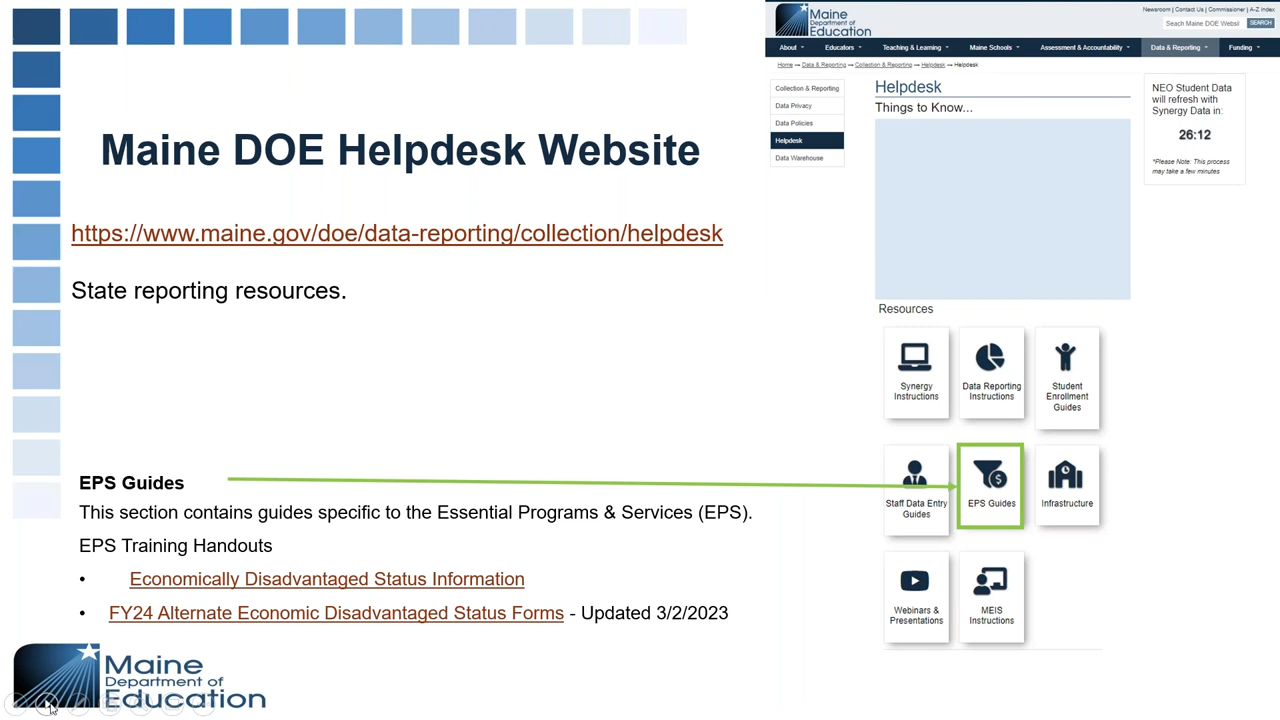 Maine DOE Helpdesk Website
https://www.maine.gov/doe/data-reporting/collection/helpdesk
State reporting resources.
EPS Guides
This section contains guides specific to the Essential Programs & Services (EPS).
EPS Training Handouts
• Economically Disadvantaged Status Information
• FY24 Alternate Economic Disadvantaged Status Forms - Updated 3/2/2023
Maine
Department of
Education
Maine
Department of
Education
Newsroom | Contact Us | Commissioner | A-Z Index
Seach Maine DOE Websit
SEARCH
About
Educators
Teaching & Learning
Maine Schools
Assessment & Accountability
Data & Reporting
Funding
Home → Data & Reporting → Collection & Reporting → Helpdesk → Helpdesk
Collection & Reporting
Data Privacy
Data Policies
Helpdesk
Data Warehouse
Helpdesk
Things to Know...
NEO Student Data
will refresh with
Synergy Data in:
26:12
*Please Note: This process
may take a few minutes
Resources
Synergy
Instructions
Data Reporting
Instructions
Student
Enrollment
Guides
Staff Data Entry
Guides
EPS Guides
Infrastructure
Webinars &
Presentations
MEIS
Instructions